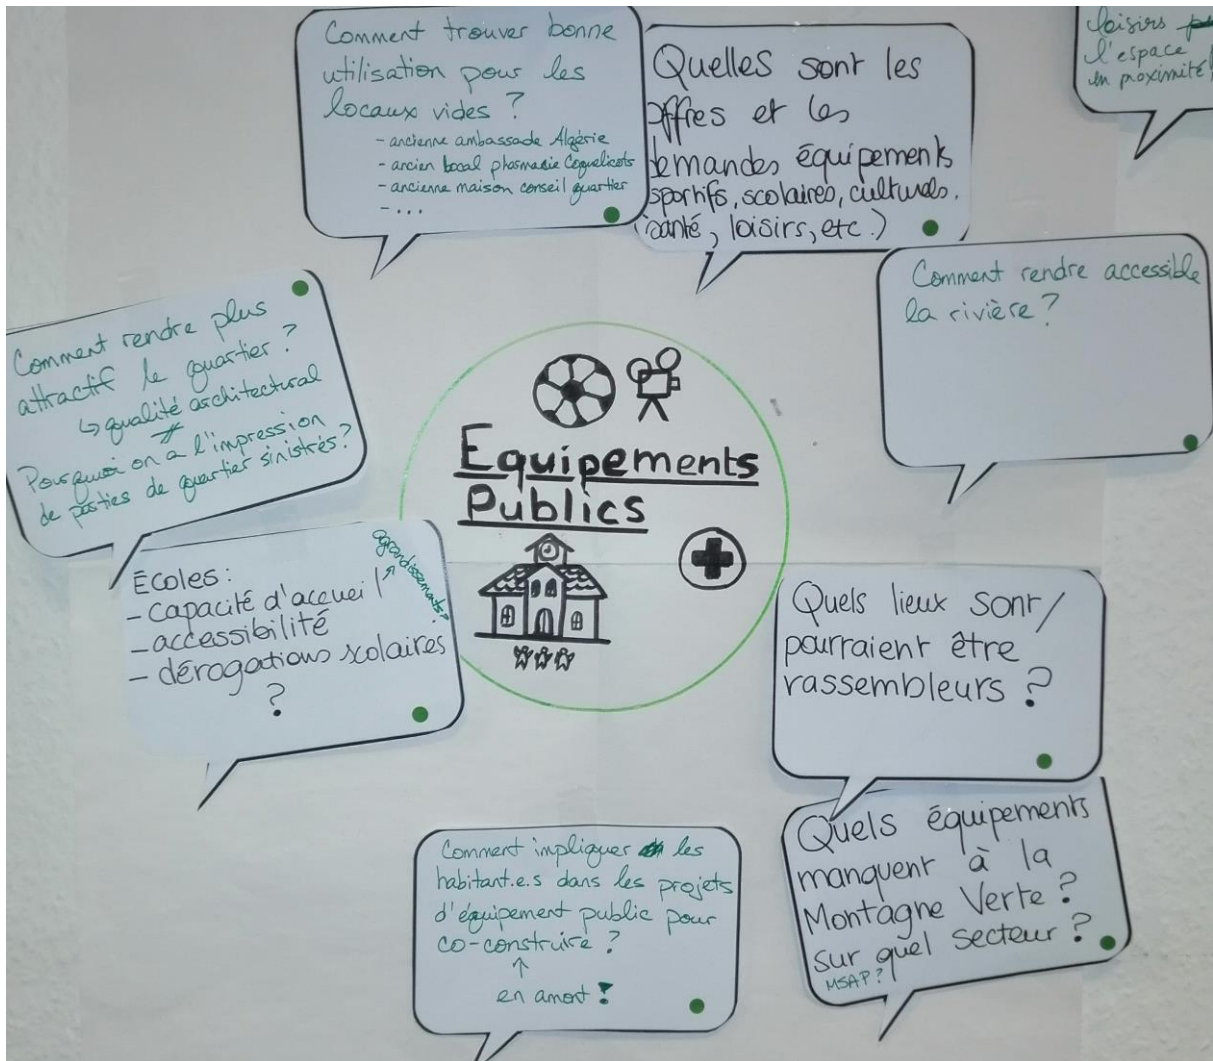 Comment trouver bonne
utilisation pour les
locaux vides ?
- ancienne ambassade Algérie
- ancien local pharmacie Coquelicots
- ancienne maison conseil quartier
- ...
Quelles sont les
offres et les
demandes équipements
sportifs, scolaires, culturels,
santé, loisirs, etc.)
loisirs
l'espace
en proximité
Comment rendre accessible
la rivière ?
Comment rendre plus
attractif le quartier ?
↳ qualité architectural
≠
Pourquoi on a l'impression
de parties de quartier sinistrés ?
Equipements
Publics
Écoles :
- capacité d'accueil
- accessibilité
- dérogations scolaires
?
agrandissements ?
Quels lieux sont/
pourraient être
rassembleurs ?
Quels équipements
manquent à la
Montagne Verte ?
sur quel secteur ?
MSAP ?
Comment impliquer les
habitant.e.s dans les projets
d'équipement public pour
co-construire ?
↑
en amont !